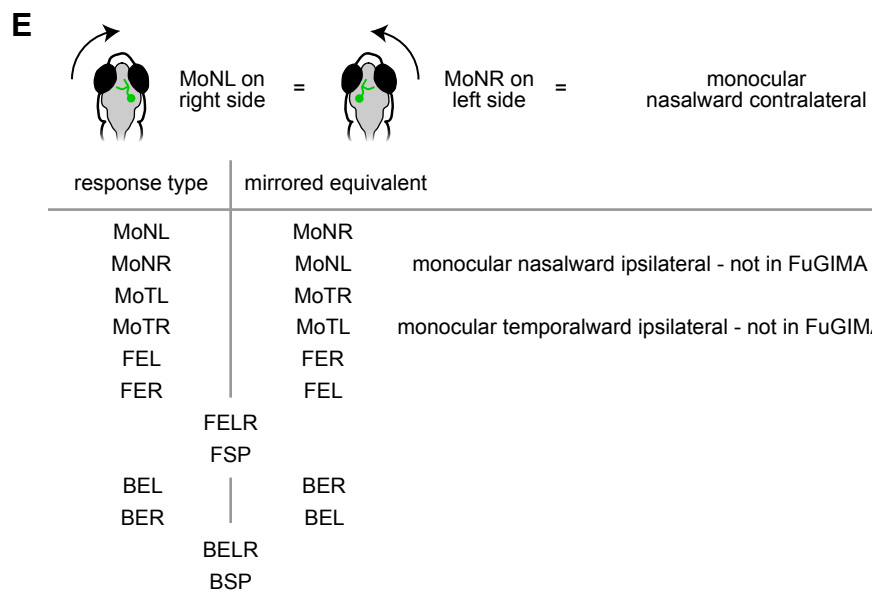 E
MoNL on
right side
=
MoNR on
left side
=
monocular
nasalward contralateral
response type mirrored equivalent
MoNL MoNR
MoNR MoNL monocular nasalward ipsilateral - not in FuGIMA
MoTL MoTR
MoTR MoTL monocular temporalward ipsilateral - not in FuGIMA
FEL FER
FER FEL
FELR
FSP
BEL BER
BER BEL
BELR
BSP